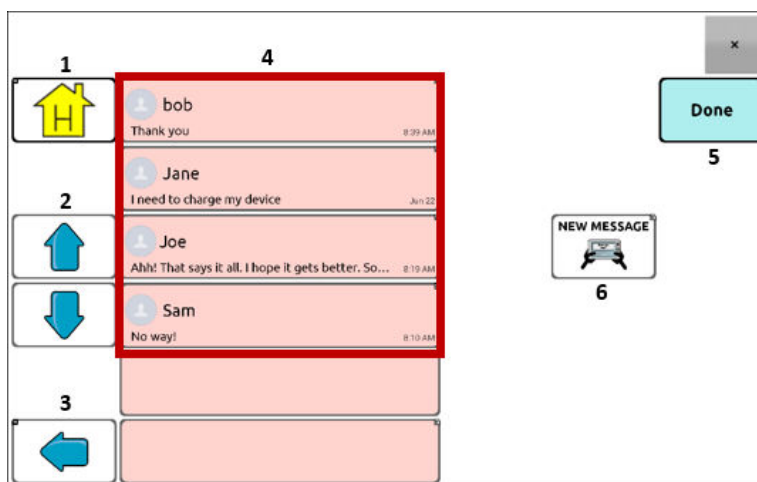 ×
1
4
H
Done
5
bob
Thank you 8:39 AM
Jane
I need to charge my device Jun 22
2
Joe
Ahh! That says it all. I hope it gets better. So... 8:19 AM
NEW MESSAGE
6
Sam
No way! 8:10 AM
3